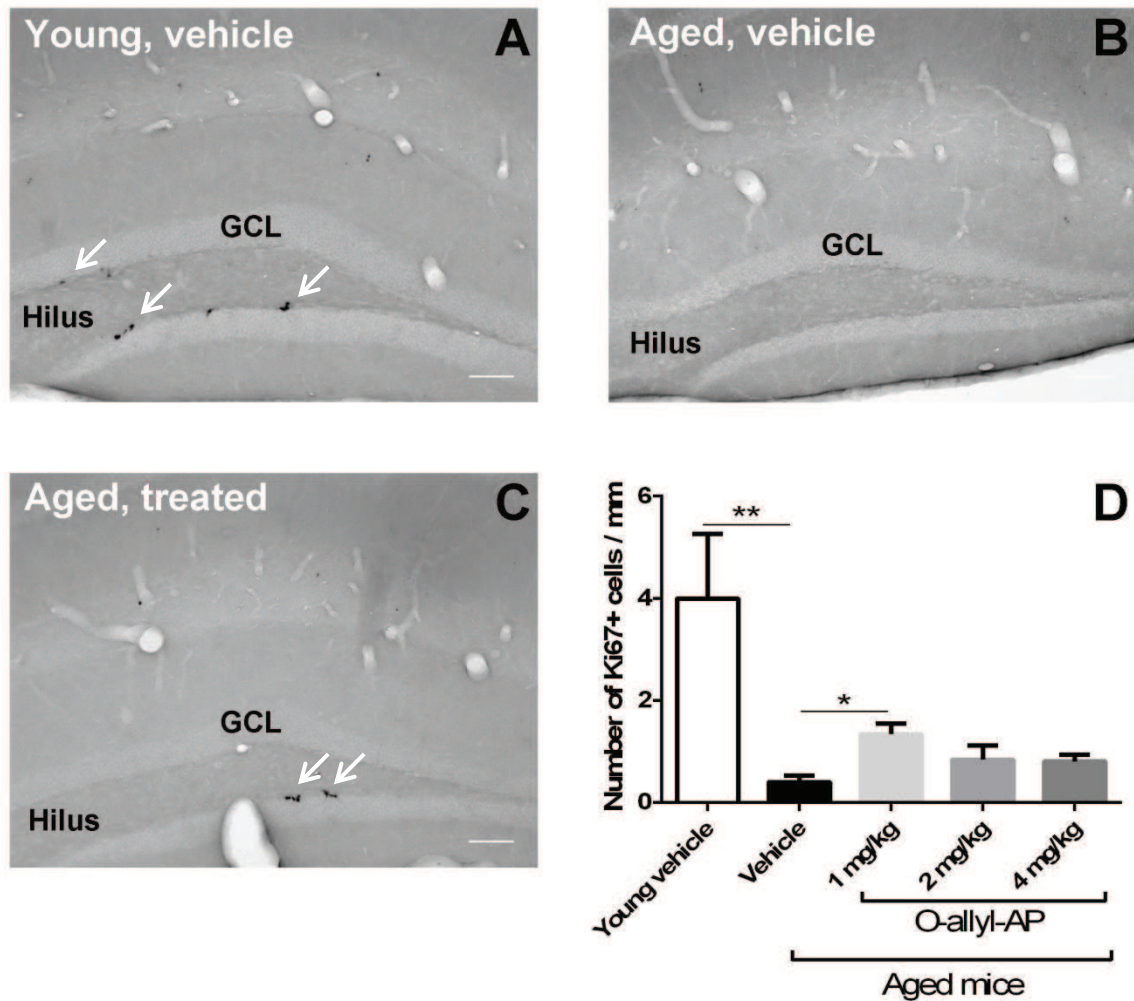 Young, vehicle A
GCL
Hilus
Aged, vehicle B
GCL
Hilus
Aged, treated C
GCL
Hilus
D
Number of Ki67+ cells / mm
6
4
2
0
**
*
Young vehicle
Vehicle
1 mg/kg
2 mg/kg
4 mg/kg
O-allyl-AP
Aged mice